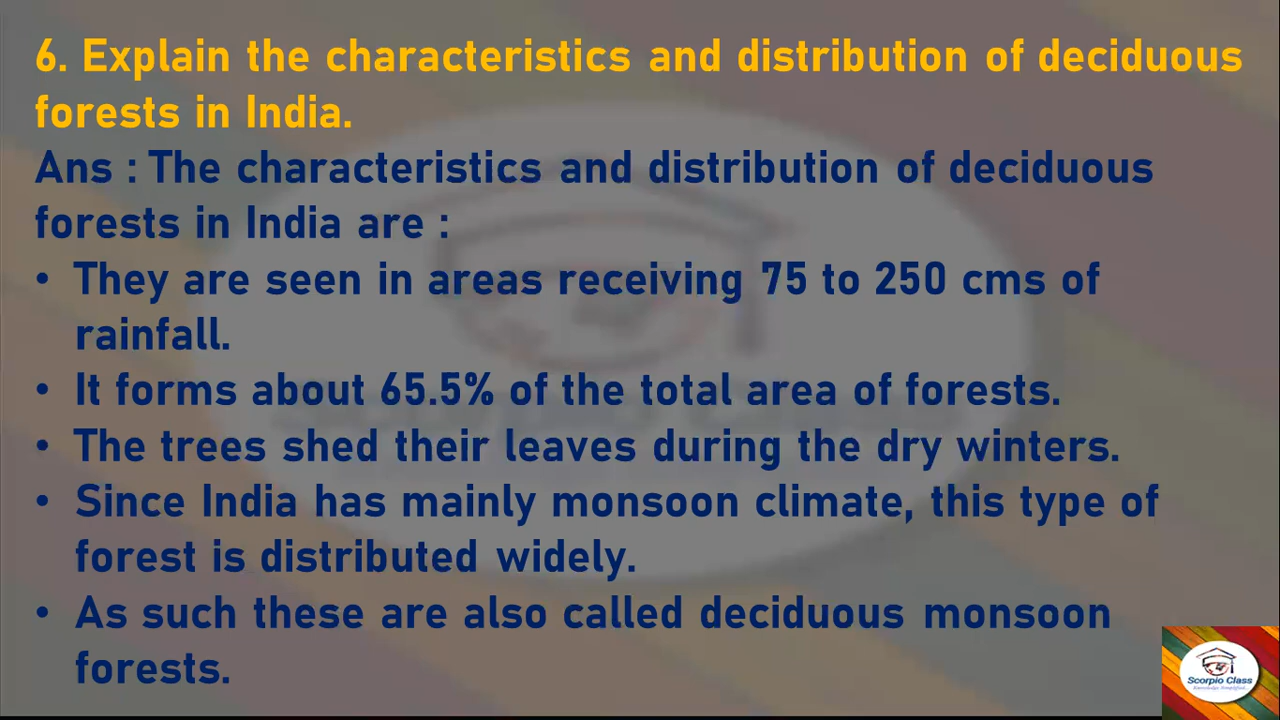 6. Explain the characteristics and distribution of deciduous
forests in India.
Ans : The characteristics and distribution of deciduous
forests in India are :
• They are seen in areas receiving 75 to 250 cms of
rainfall.
• It forms about 65.5% of the total area of forests.
• The trees shed their leaves during the dry winters.
• Since India has mainly monsoon climate, this type of
forest is distributed widely.
• As such these are also called deciduous monsoon
forests.
Scorpio Class
Knowledge Simplified...